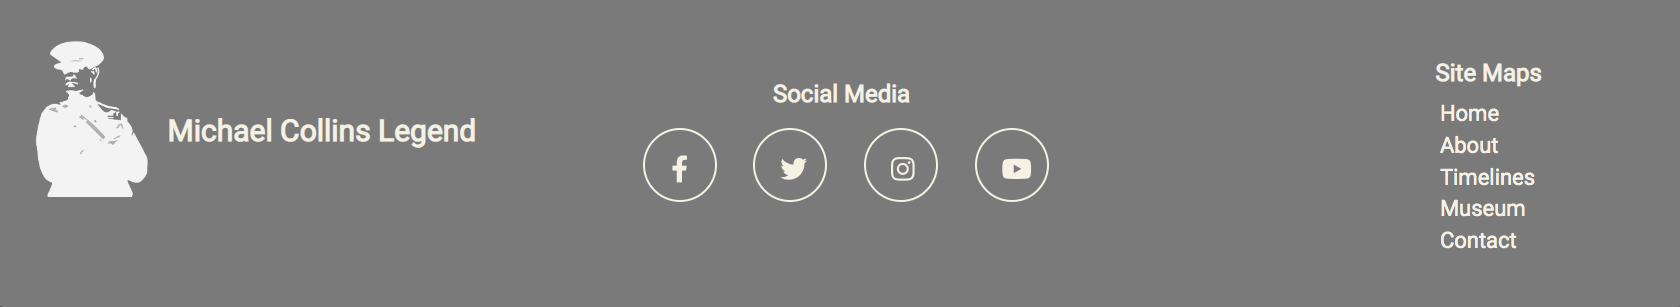 Michael Collins Legend
Social Media
Site Maps
Home
About
Timelines
Museum
Contact